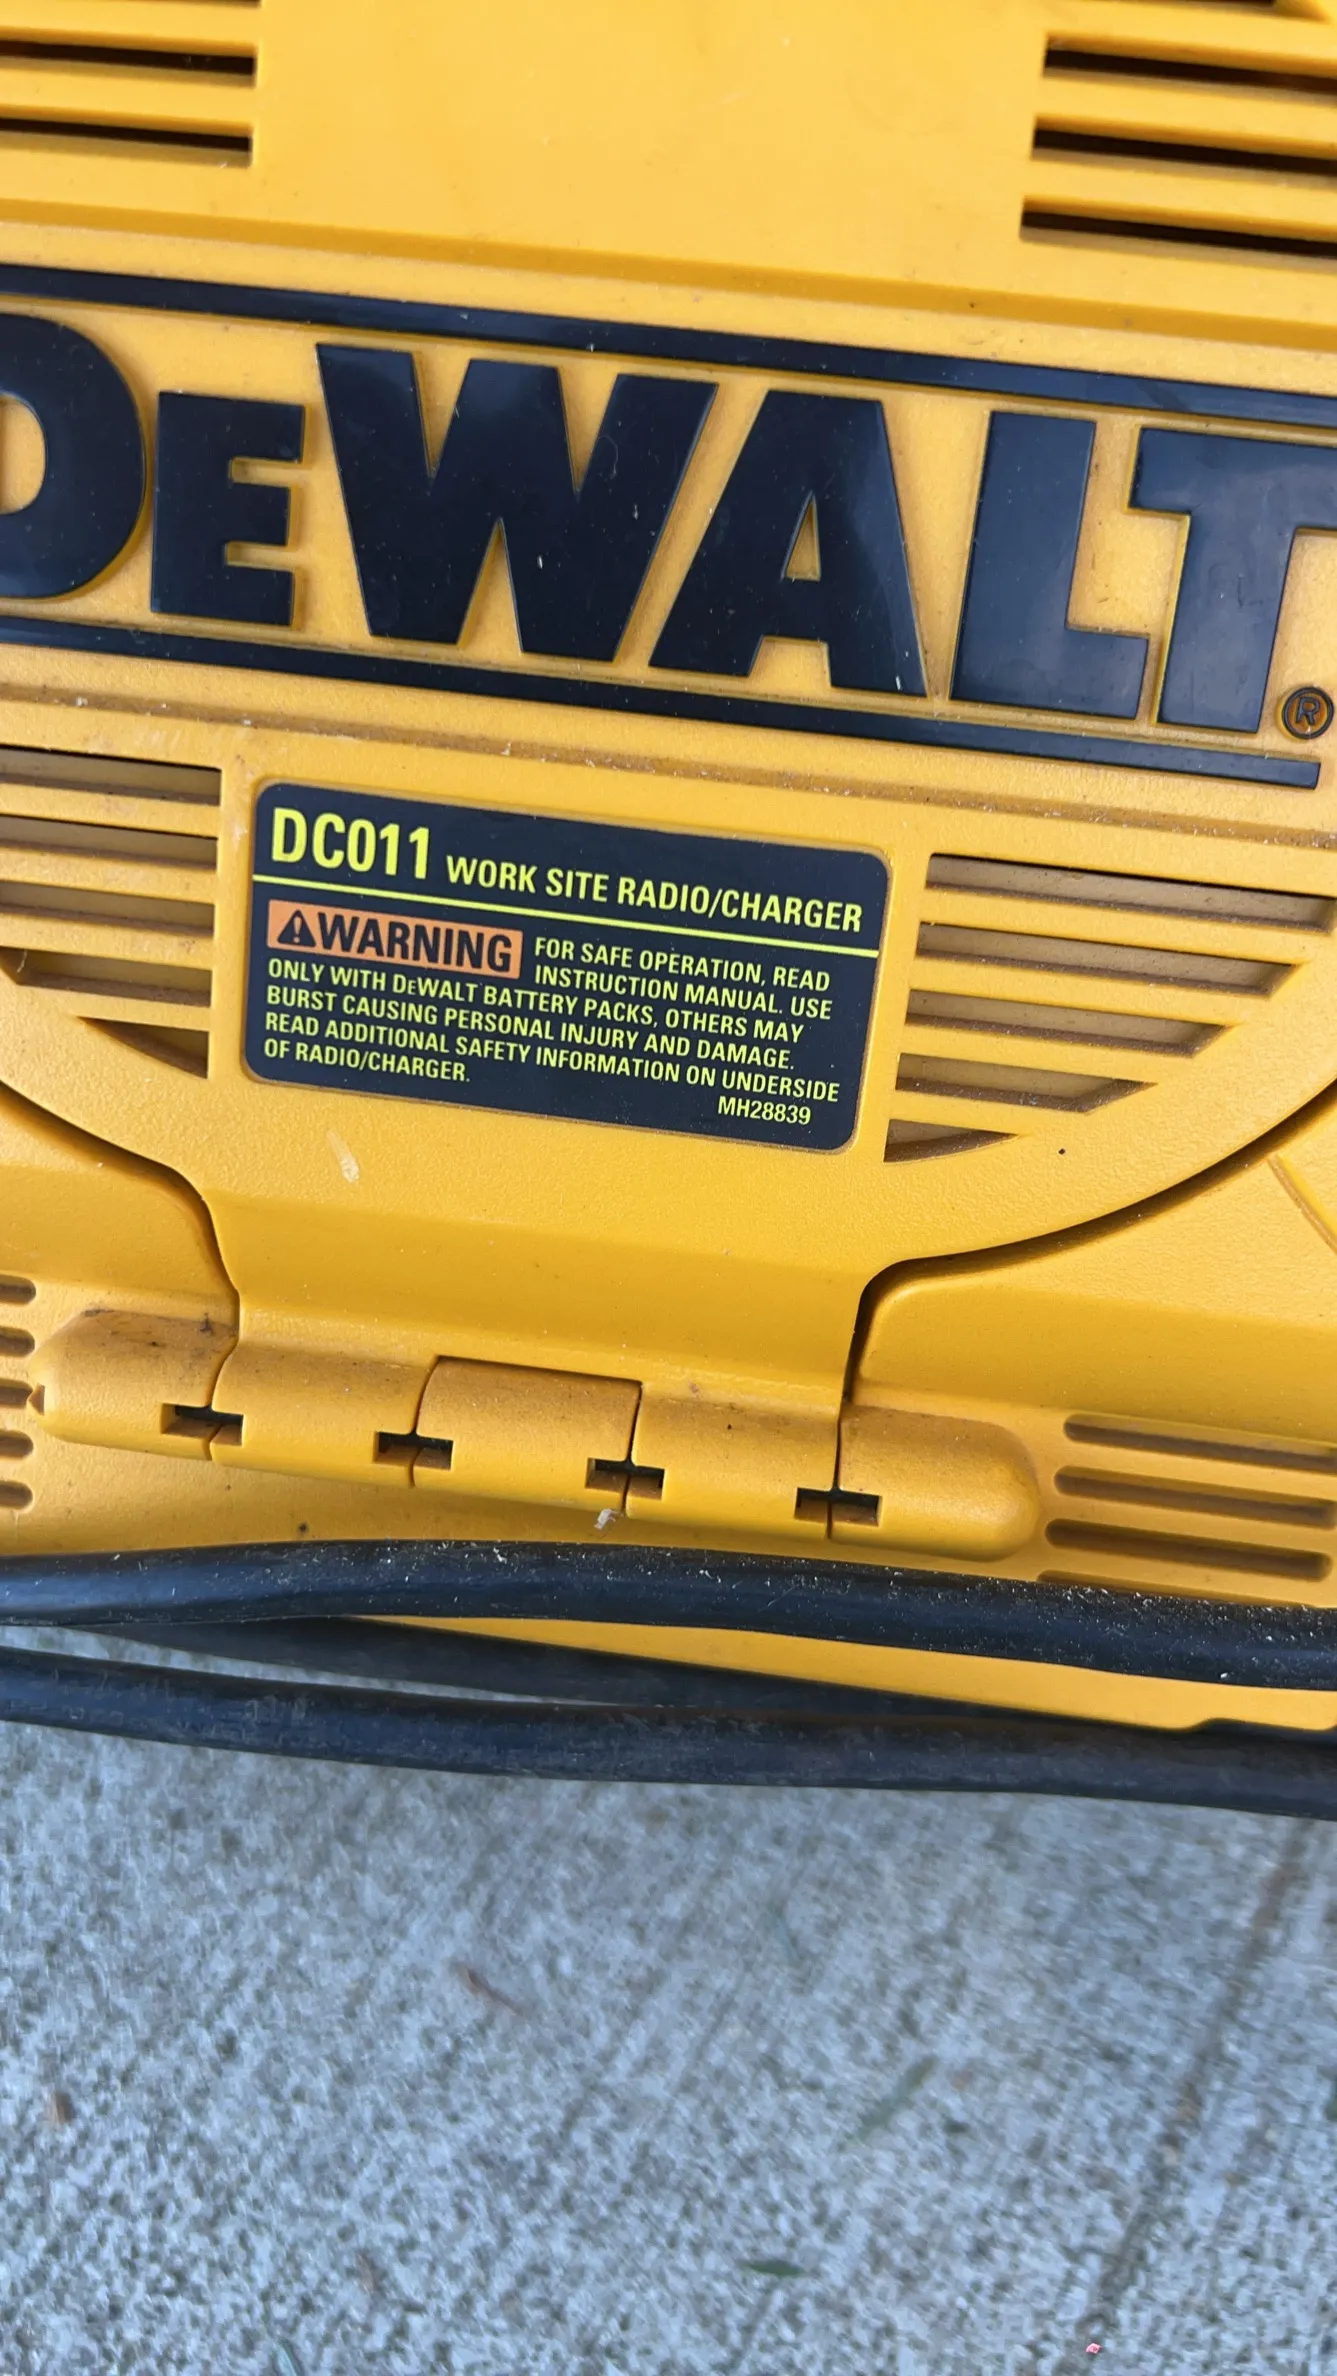 DEWALT®
DC011 WORK SITE RADIO/CHARGER
⚠WARNING FOR SAFE OPERATION, READ
INSTRUCTION MANUAL. USE
ONLY WITH DEWALT BATTERY PACKS, OTHERS MAY
BURST CAUSING PERSONAL INJURY AND DAMAGE.
READ ADDITIONAL SAFETY INFORMATION ON UNDERSIDE
OF RADIO/CHARGER.
MH28839